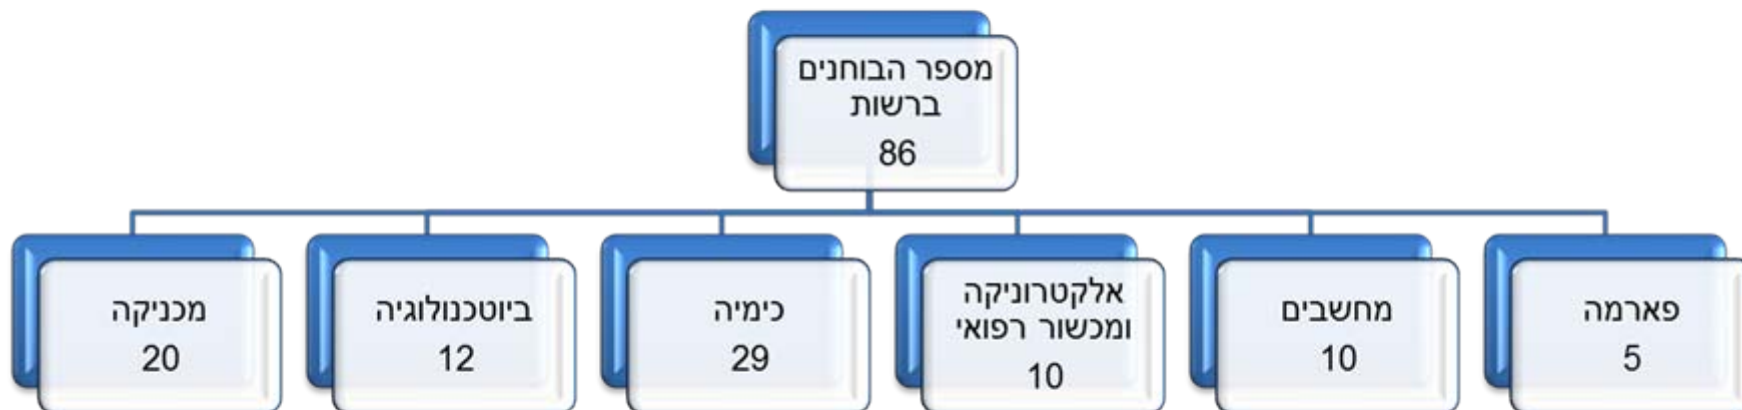 מספר הבוחנים
ברשות
86
פארמה
5
מחשבים
10
אלקטרוניקה
ומכשור רפואי
10
כימיה
29
ביוטכנולוגיה
12
מכניקה
20